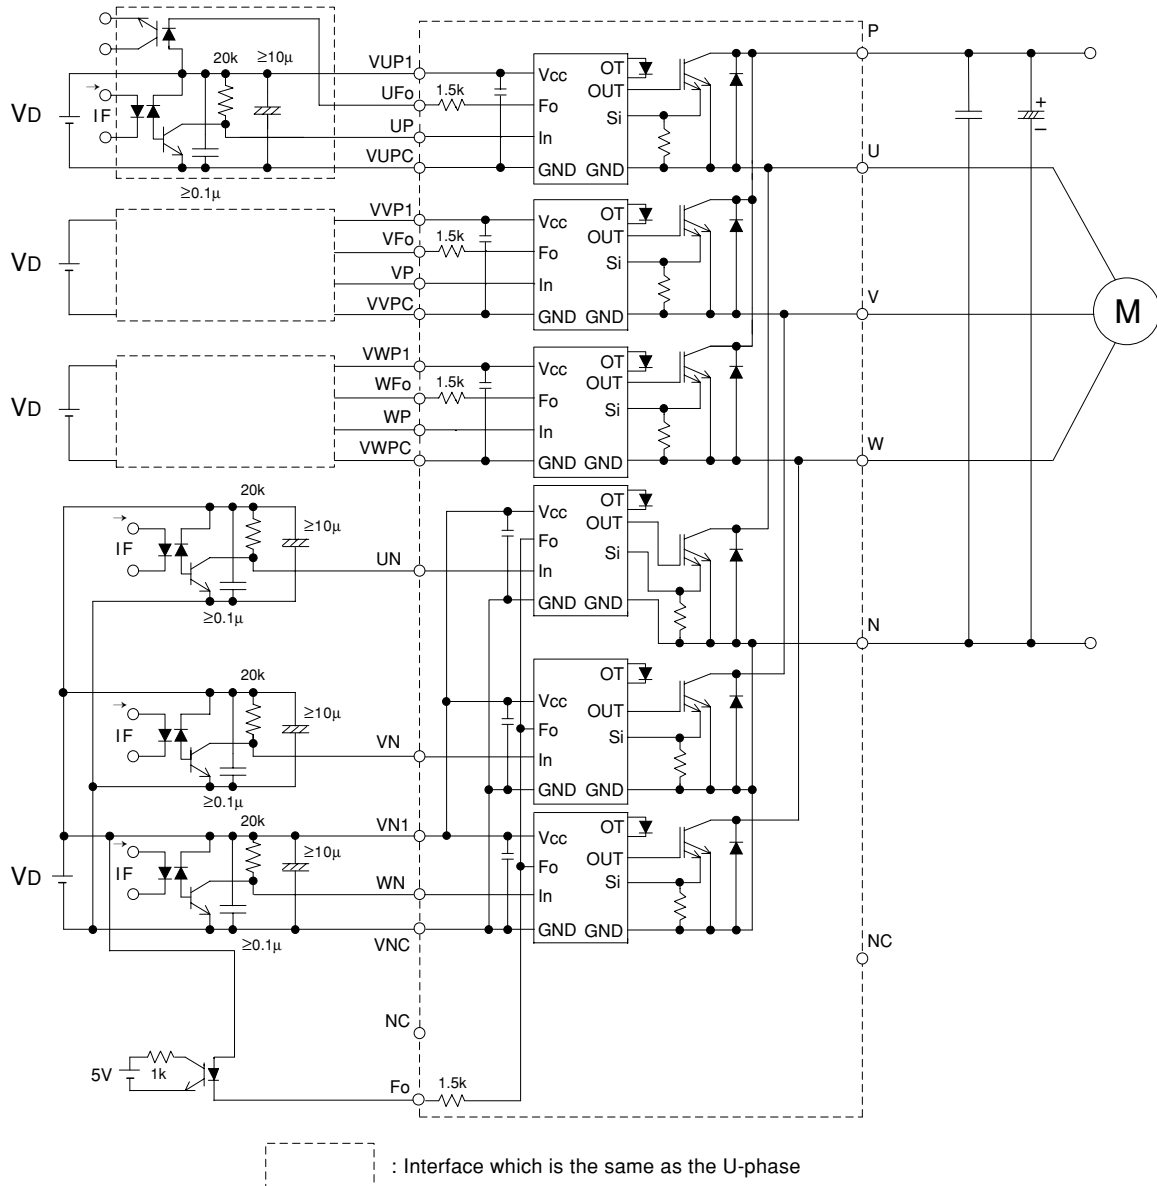 P
20k
≥10µ
VUP1
Vcc
OT
UFo
1.5k
OUT
VD
IF
Fo
Si
+
–
UP
In
VUPC
U
GND
GND
≥0.1µ
VVP1
Vcc
OT
VFo
1.5k
OUT
VD
Fo
Si
VP
In
V
VVPC
GND
GND
M
VWP1
Vcc
OT
WFo
1.5k
OUT
VD
Fo
Si
WP
In
VWPC
W
GND
GND
20k
Vcc
OT
≥10µ
OUT
IF
Fo
Si
UN
In
GND
GND
≥0.1µ
N
20k
OT
Vcc
≥10µ
OUT
IF
Fo
Si
VN
In
GND
GND
≥0.1µ
20k
VN1
Vcc
OT
≥10µ
OUT
IF
Fo
VD
WN
Si
In
GND
GND
≥0.1µ
VNC
NC
NC
5V
1k
Fo
1.5k
: Interface which is the same as the U-phase